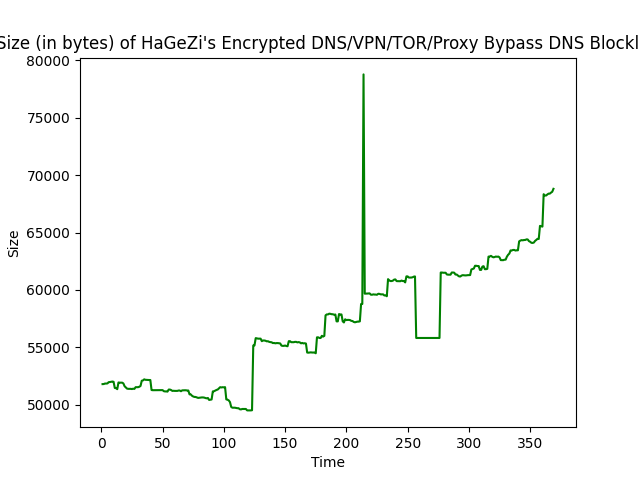 Size (in bytes) of HaGeZi's Encrypted DNS/VPN/TOR/Proxy Bypass DNS Blockl
80000
75000
70000
65000
60000
55000
50000
Size
0 50 100 150 200 250 300 350
Time